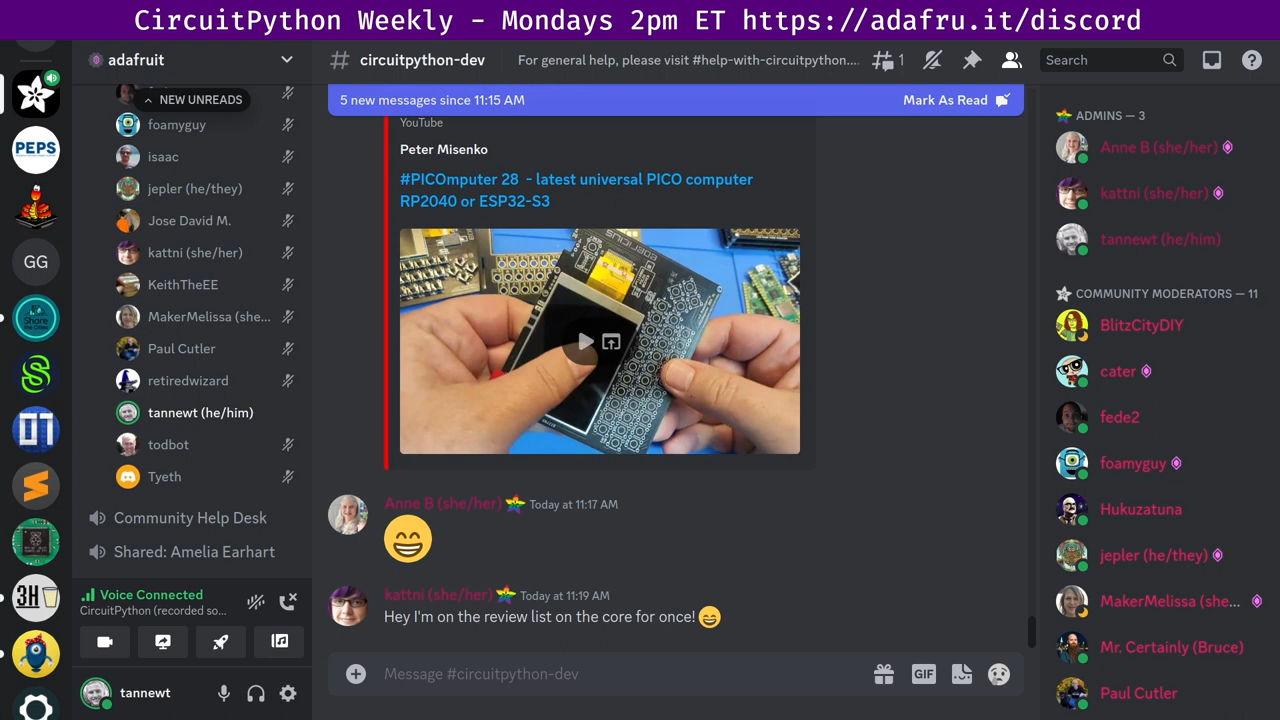 CircuitPython Weekly - Mondays 2pm ET https://adafru.it/discord
adafruit
NEW UNREADS
foamyguy
isaac
jepler (he/they)
Jose David M.
kattni (she/her)
KeithTheEE
MakerMelissa (she...
Paul Cutler
retiredwizard
tannewt (he/him)
todbot
Tyeth
Community Help Desk
Shared: Amelia Earhart
Voice Connected
CircuitPython (recorded so...
tannewt
PEPS
GG
Share
S
01
3H
circuitpython-dev
For general help, please visit #help-with-circuitpython....
1
Search
5 new messages since 11:15 AM
Mark As Read
YouTube
Peter Misenko
#PICOmputer 28 - latest universal PICO computer
RP2040 or ESP32-S3
Anne B (she/her) Today at 11:17 AM
kattni (she/her) Today at 11:19 AM
Hey I'm on the review list on the core for once!
Message #circuitpython-dev
GIF
ADMINS — 3
Anne B (she/her)
kattni (she/her)
tannewt (he/him)
COMMUNITY MODERATORS — 11
BlitzCityDIY
cater
fede2
foamyguy
Hukuzatuna
jepler (he/they)
MakerMelissa (she...
Mr. Certainly (Bruce)
Paul Cutler